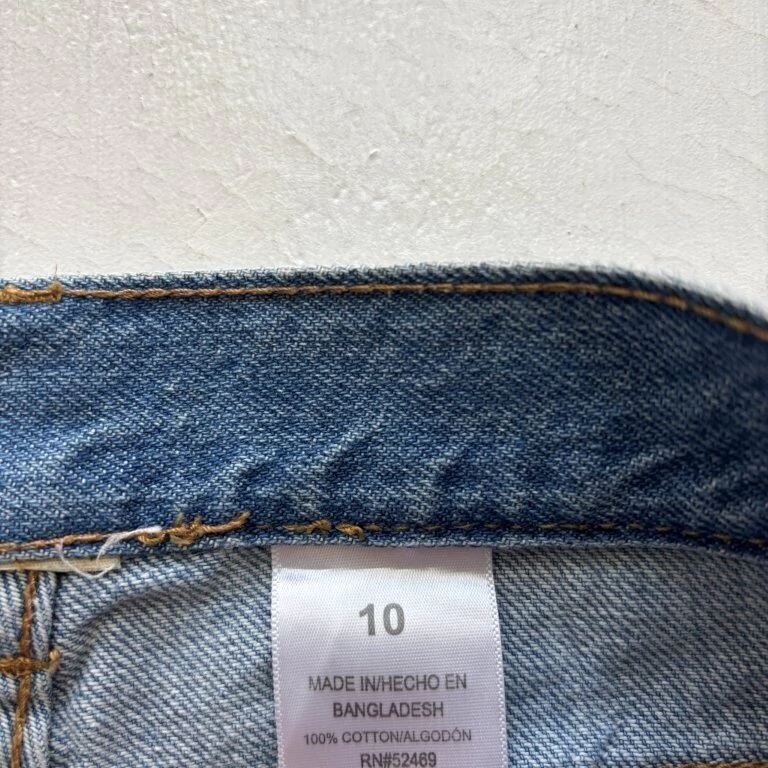 10
MADE IN/HECHO EN
BANGLADESH
100% COTTON/ALGODÓN
RN#52469